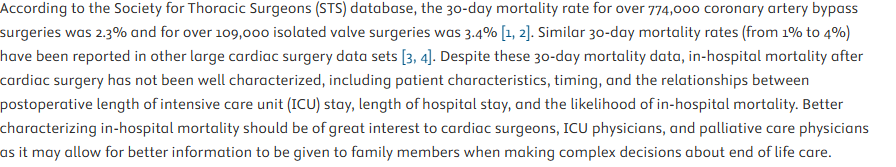 According to the Society for Thoracic Surgeons (STS) database, the 30-day mortality rate for over 774,000 coronary artery bypass
surgeries was 2.3% and for over 109,000 isolated valve surgeries was 3.4% [1, 2]. Similar 30-day mortality rates (from 1% to 4%)
have been reported in other large cardiac surgery data sets [3, 4]. Despite these 30-day mortality data, in-hospital mortality after
cardiac surgery has not been well characterized, including patient characteristics, timing, and the relationships between
postoperative length of intensive care unit (ICU) stay, length of hospital stay, and the likelihood of in-hospital mortality. Better
characterizing in-hospital mortality should be of great interest to cardiac surgeons, ICU physicians, and palliative care physicians
as it may allow for better information to be given to family members when making complex decisions about end of life care.